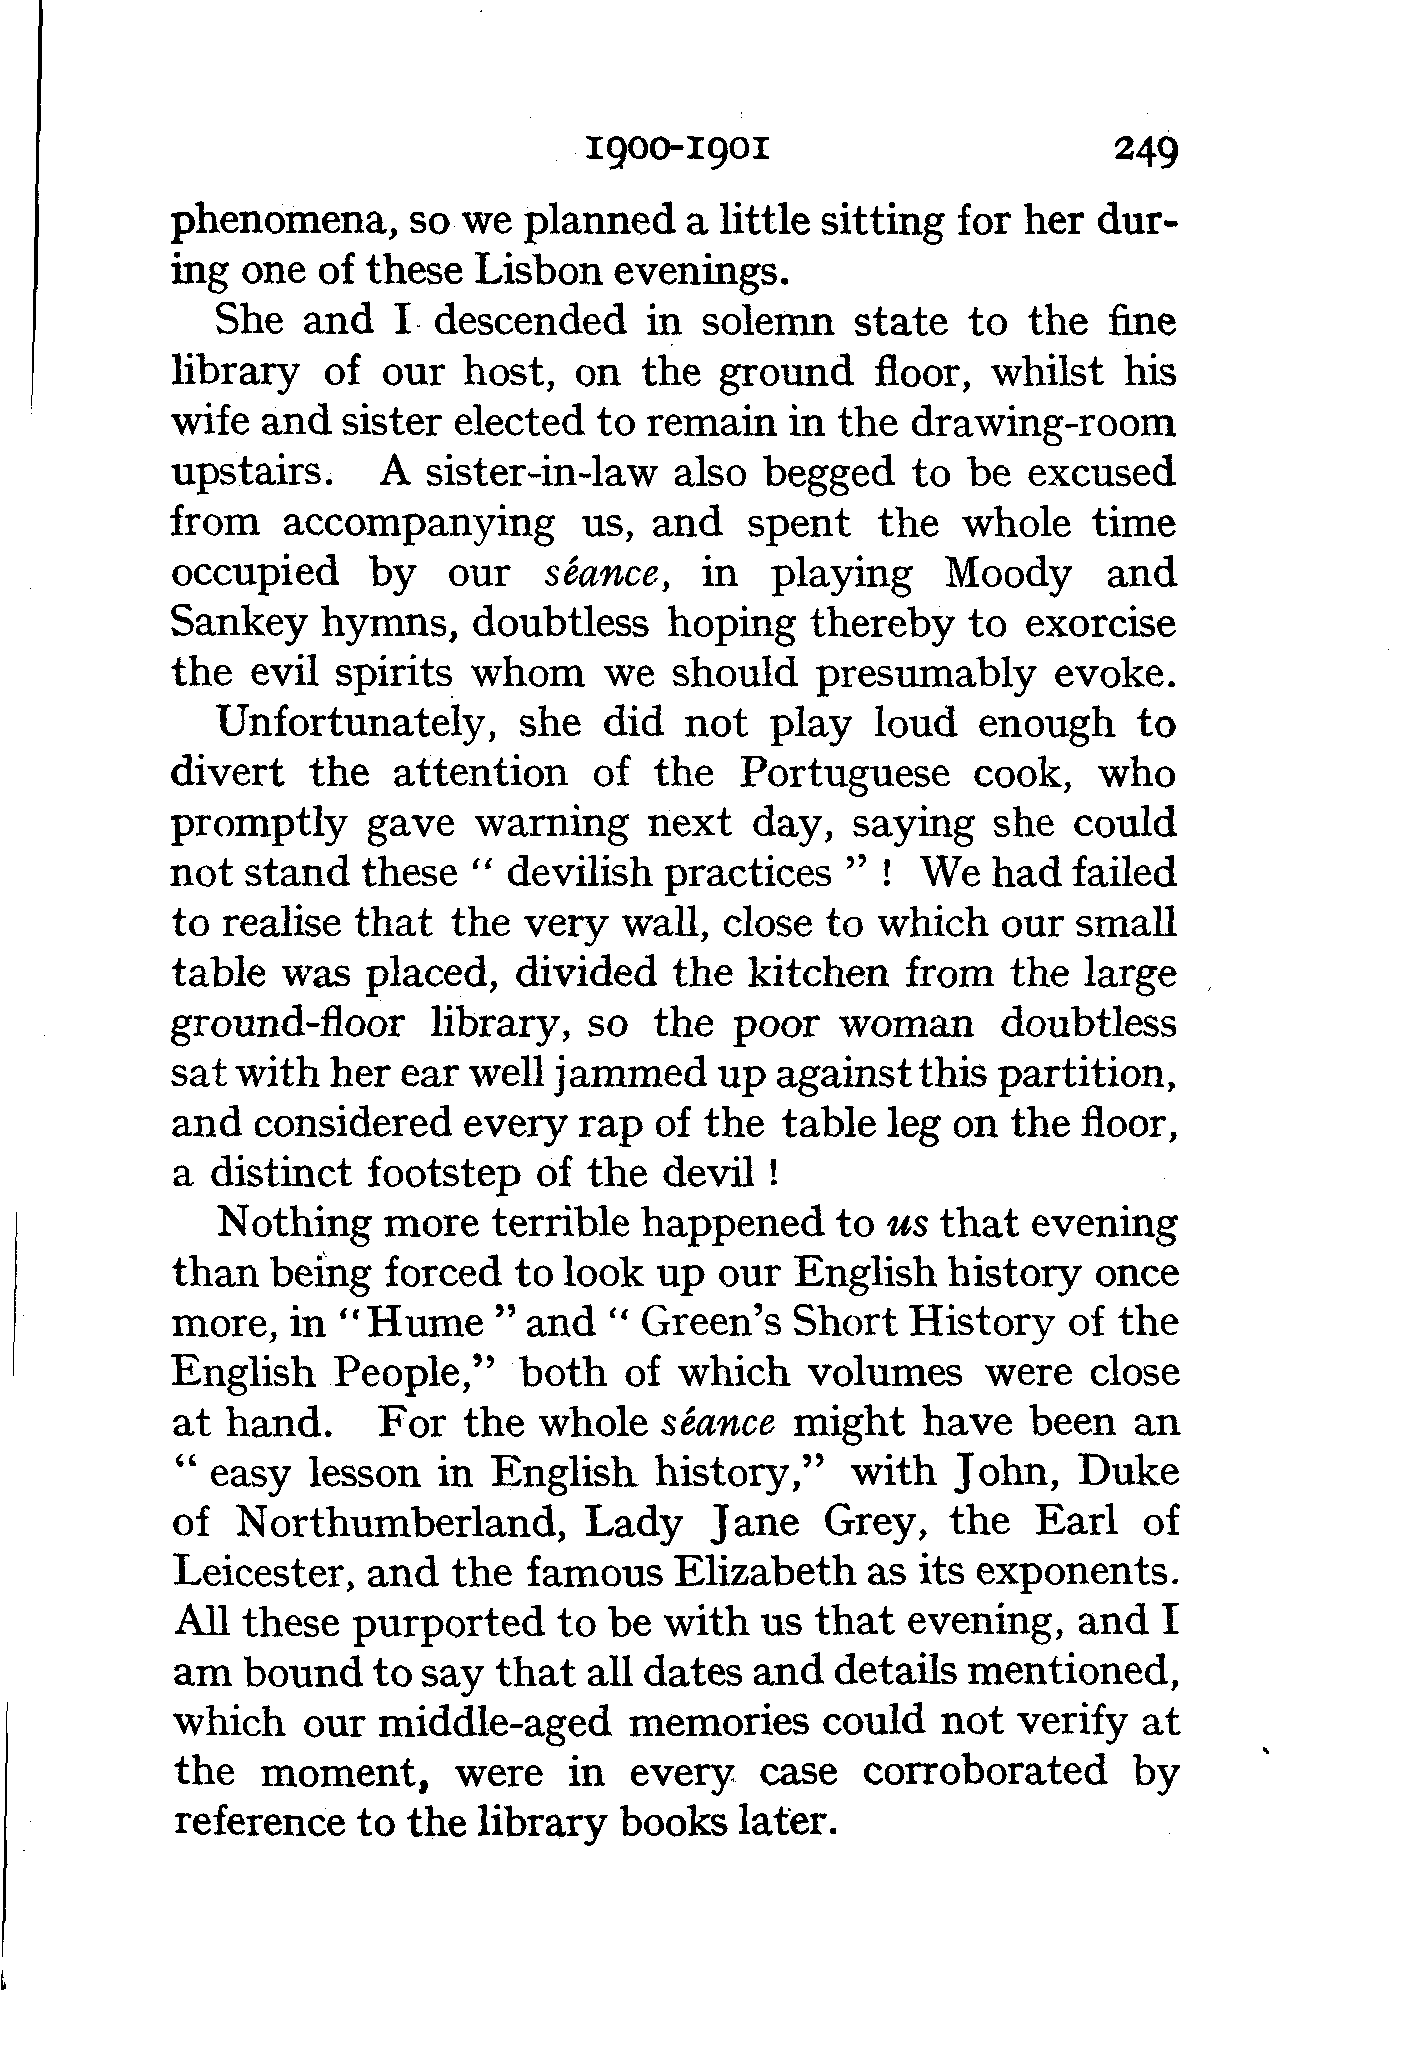 1900-1901 249
phenomena, so we planned a little sitting for her dur-
ing one of these Lisbon evenings.
She and I descended in solemn state to the fine
library of our host, on the ground floor, whilst his
wife and sister elected to remain in the drawing-room
upstairs. A sister-in-law also begged to be excused
from accompanying us, and spent the whole time
occupied by our séance, in playing Moody and
Sankey hymns, doubtless hoping thereby to exorcise
the evil spirits whom we should presumably evoke.
Unfortunately, she did not play loud enough to
divert the attention of the Portuguese cook, who
promptly gave warning next day, saying she could
not stand these “ devilish practices ” ! We had failed
to realise that the very wall, close to which our small
table was placed, divided the kitchen from the large
ground-floor library, so the poor woman doubtless
sat with her ear well jammed up against this partition,
and considered every rap of the table leg on the floor,
a distinct footstep of the devil !
Nothing more terrible happened to us that evening
than being forced to look up our English history once
more, in “Hume ” and “ Green’s Short History of the
English People,” both of which volumes were close
at hand. For the whole séance might have been an
“ easy lesson in English history,” with John, Duke
of Northumberland, Lady Jane Grey, the Earl of
Leicester, and the famous Elizabeth as its exponents.
All these purported to be with us that evening, and I
am bound to say that all dates and details mentioned,
which our middle-aged memories could not verify at
the moment, were in every case corroborated by
reference to the library books later.